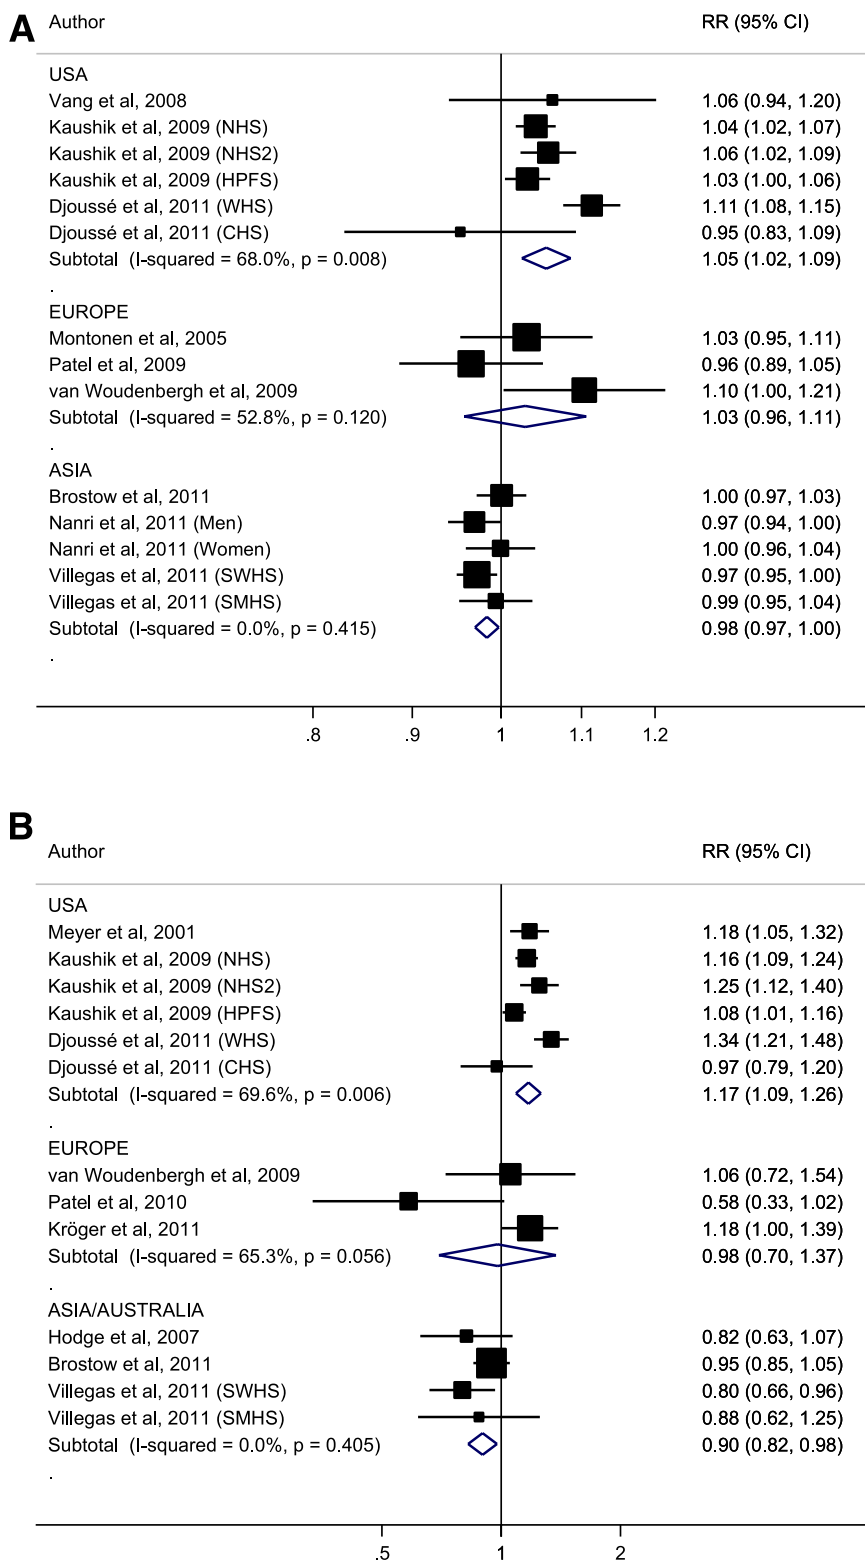 A
Author RR (95% CI)
USA
Vang et al, 2008 1.06 (0.94, 1.20)
Kaushik et al, 2009 (NHS) 1.04 (1.02, 1.07)
Kaushik et al, 2009 (NHS2) 1.06 (1.02, 1.09)
Kaushik et al, 2009 (HPFS) 1.03 (1.00, 1.06)
Djoussé et al, 2011 (WHS) 1.11 (1.08, 1.15)
Djoussé et al, 2011 (CHS) 0.95 (0.83, 1.09)
Subtotal (I-squared = 68.0%, p = 0.008) 1.05 (1.02, 1.09)
.
EUROPE
Montonen et al, 2005 1.03 (0.95, 1.11)
Patel et al, 2009 0.96 (0.89, 1.05)
van Woudenbergh et al, 2009 1.10 (1.00, 1.21)
Subtotal (I-squared = 52.8%, p = 0.120) 1.03 (0.96, 1.11)
.
ASIA
Brostow et al, 2011 1.00 (0.97, 1.03)
Nanri et al, 2011 (Men) 0.97 (0.94, 1.00)
Nanri et al, 2011 (Women) 1.00 (0.96, 1.04)
Villegas et al, 2011 (SWHS) 0.97 (0.95, 1.00)
Villegas et al, 2011 (SMHS) 0.99 (0.95, 1.04)
Subtotal (I-squared = 0.0%, p = 0.415) 0.98 (0.97, 1.00)
.
.8 .9 1 1.1 1.2
B
Author RR (95% CI)
USA
Meyer et al, 2001 1.18 (1.05, 1.32)
Kaushik et al, 2009 (NHS) 1.16 (1.09, 1.24)
Kaushik et al, 2009 (NHS2) 1.25 (1.12, 1.40)
Kaushik et al, 2009 (HPFS) 1.08 (1.01, 1.16)
Djoussé et al, 2011 (WHS) 1.34 (1.21, 1.48)
Djoussé et al, 2011 (CHS) 0.97 (0.79, 1.20)
Subtotal (I-squared = 69.6%, p = 0.006) 1.17 (1.09, 1.26)
.
EUROPE
van Woudenbergh et al, 2009 1.06 (0.72, 1.54)
Patel et al, 2010 0.58 (0.33, 1.02)
Kröger et al, 2011 1.18 (1.00, 1.39)
Subtotal (I-squared = 65.3%, p = 0.056) 0.98 (0.70, 1.37)
.
ASIA/AUSTRALIA
Hodge et al, 2007 0.82 (0.63, 1.07)
Brostow et al, 2011 0.95 (0.85, 1.05)
Villegas et al, 2011 (SWHS) 0.80 (0.66, 0.96)
Villegas et al, 2011 (SMHS) 0.88 (0.62, 1.25)
Subtotal (I-squared = 0.0%, p = 0.405) 0.90 (0.82, 0.98)
.
.5 1 2